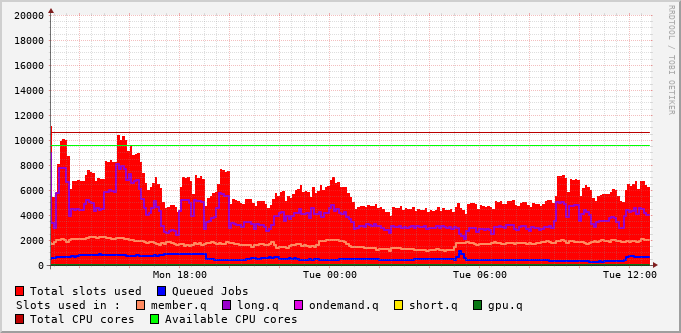 20000
18000
16000
14000
12000
10000
8000
6000
4000
2000
0
Mon 18:00 Tue 00:00 Tue 06:00 Tue 12:00
RRDTOOL / TOBI OETIKER
Total slots used Queued Jobs
Slots used in : member.q long.q ondemand.q short.q gpu.q
Total CPU cores Available CPU cores